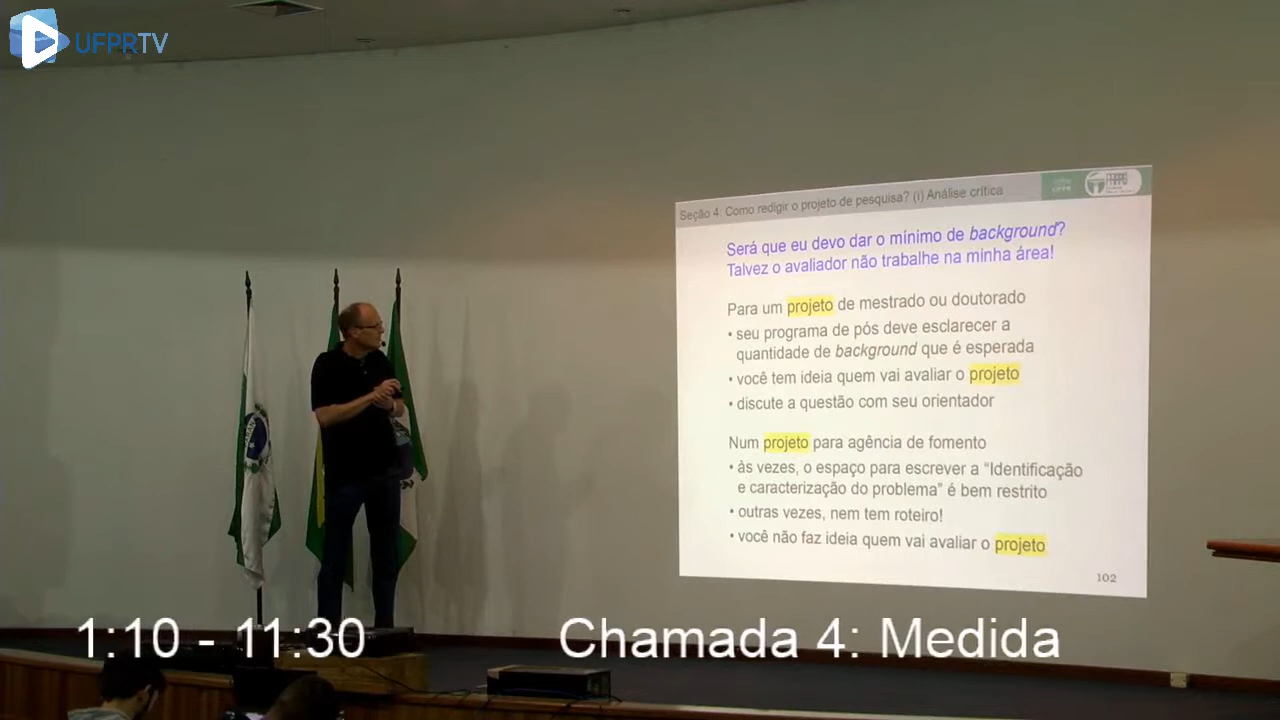 UFPRTV
Seção 4: Como redigir o projeto de pesquisa? (i) Análise crítica
Será que eu devo dar o mínimo de background?
Talvez o avaliador não trabalhe na minha área!
Para um projeto de mestrado ou doutorado
• seu programa de pós deve esclarecer a
quantidade de background que é esperada
• você tem ideia quem vai avaliar o projeto
• discute a questão com seu orientador
Num projeto para agência de fomento
• às vezes, o espaço para escrever a “Identificação
e caracterização do problema” é bem restrito
• outras vezes, nem tem roteiro!
• você não faz ideia quem vai avaliar o projeto
102
1:10 - 11:30
Chamada 4: Medida